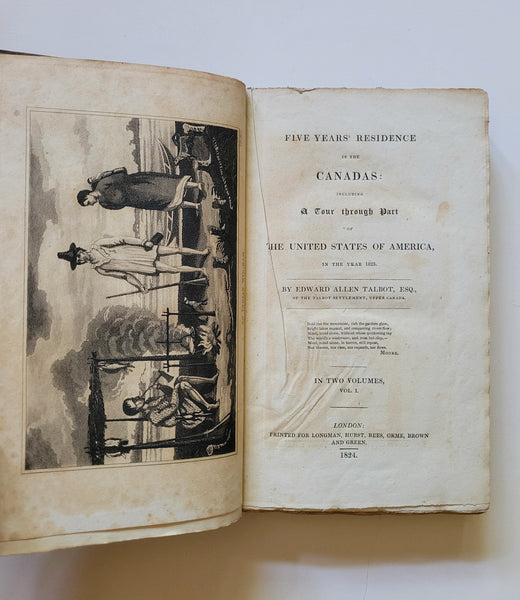 FIVE YEARS' RESIDENCE
IN THE
CANADAS:
INCLUDING
A Tour through Part
OF
THE UNITED STATES OF AMERICA,
IN THE YEAR 1823.
BY EDWARD ALLEN TALBOT, ESQ.,
OF THE TALBOT SETTLEMENT, UPPER CANADA.
MOORE.
IN TWO VOLUMES,
VOL. I.
LONDON:
PRINTED FOR LONGMAN, HURST, REES, ORME, BROWN
AND GREEN.
1824.